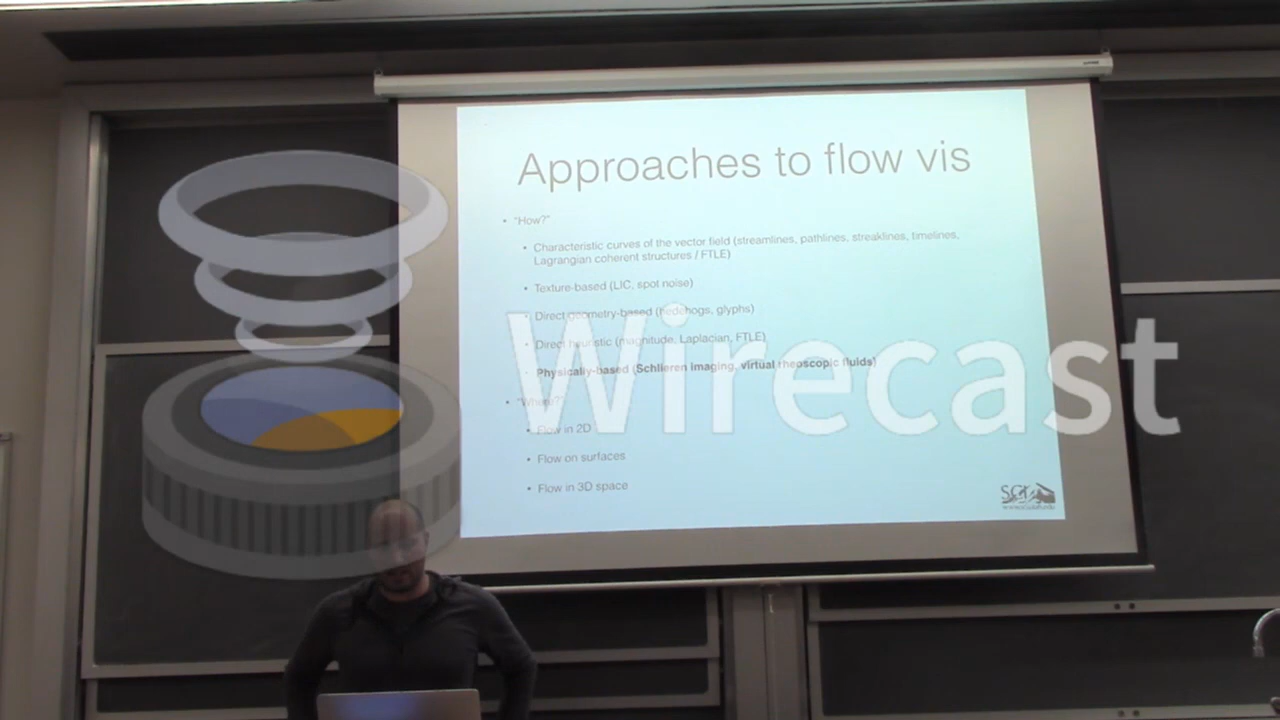 Approaches to flow vis
• "How?"
• Characteristic curves of the vector field (streamlines, pathlines, streaklines, timelines,
Lagrangian coherent structures / FTLE)
• Texture-based (LIC, spot noise)
• Direct geometry-based (hedehogs, glyphs)
• Direct heuristic (magnitude, Laplacian, FTLE)
• Physically-based (Schlieren imaging, virtual rheoscopic fluids)
• "Where?"
• Flow in 2D
• Flow on surfaces
• Flow in 3D space
SCI
Wirecast